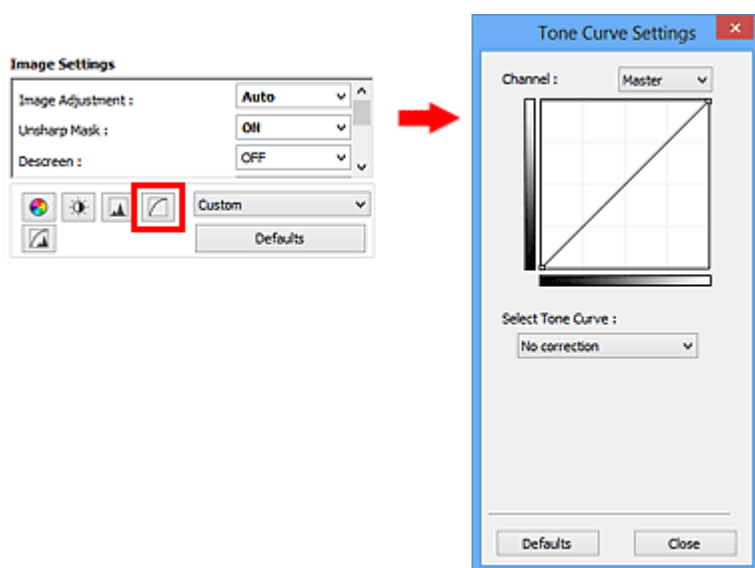 Image Settings
Image Adjustment : Auto
Unsharp Mask : ON
Descreen : OFF
Custom
Defaults
Tone Curve Settings
Channel : Master
Select Tone Curve :
No correction
Defaults Close